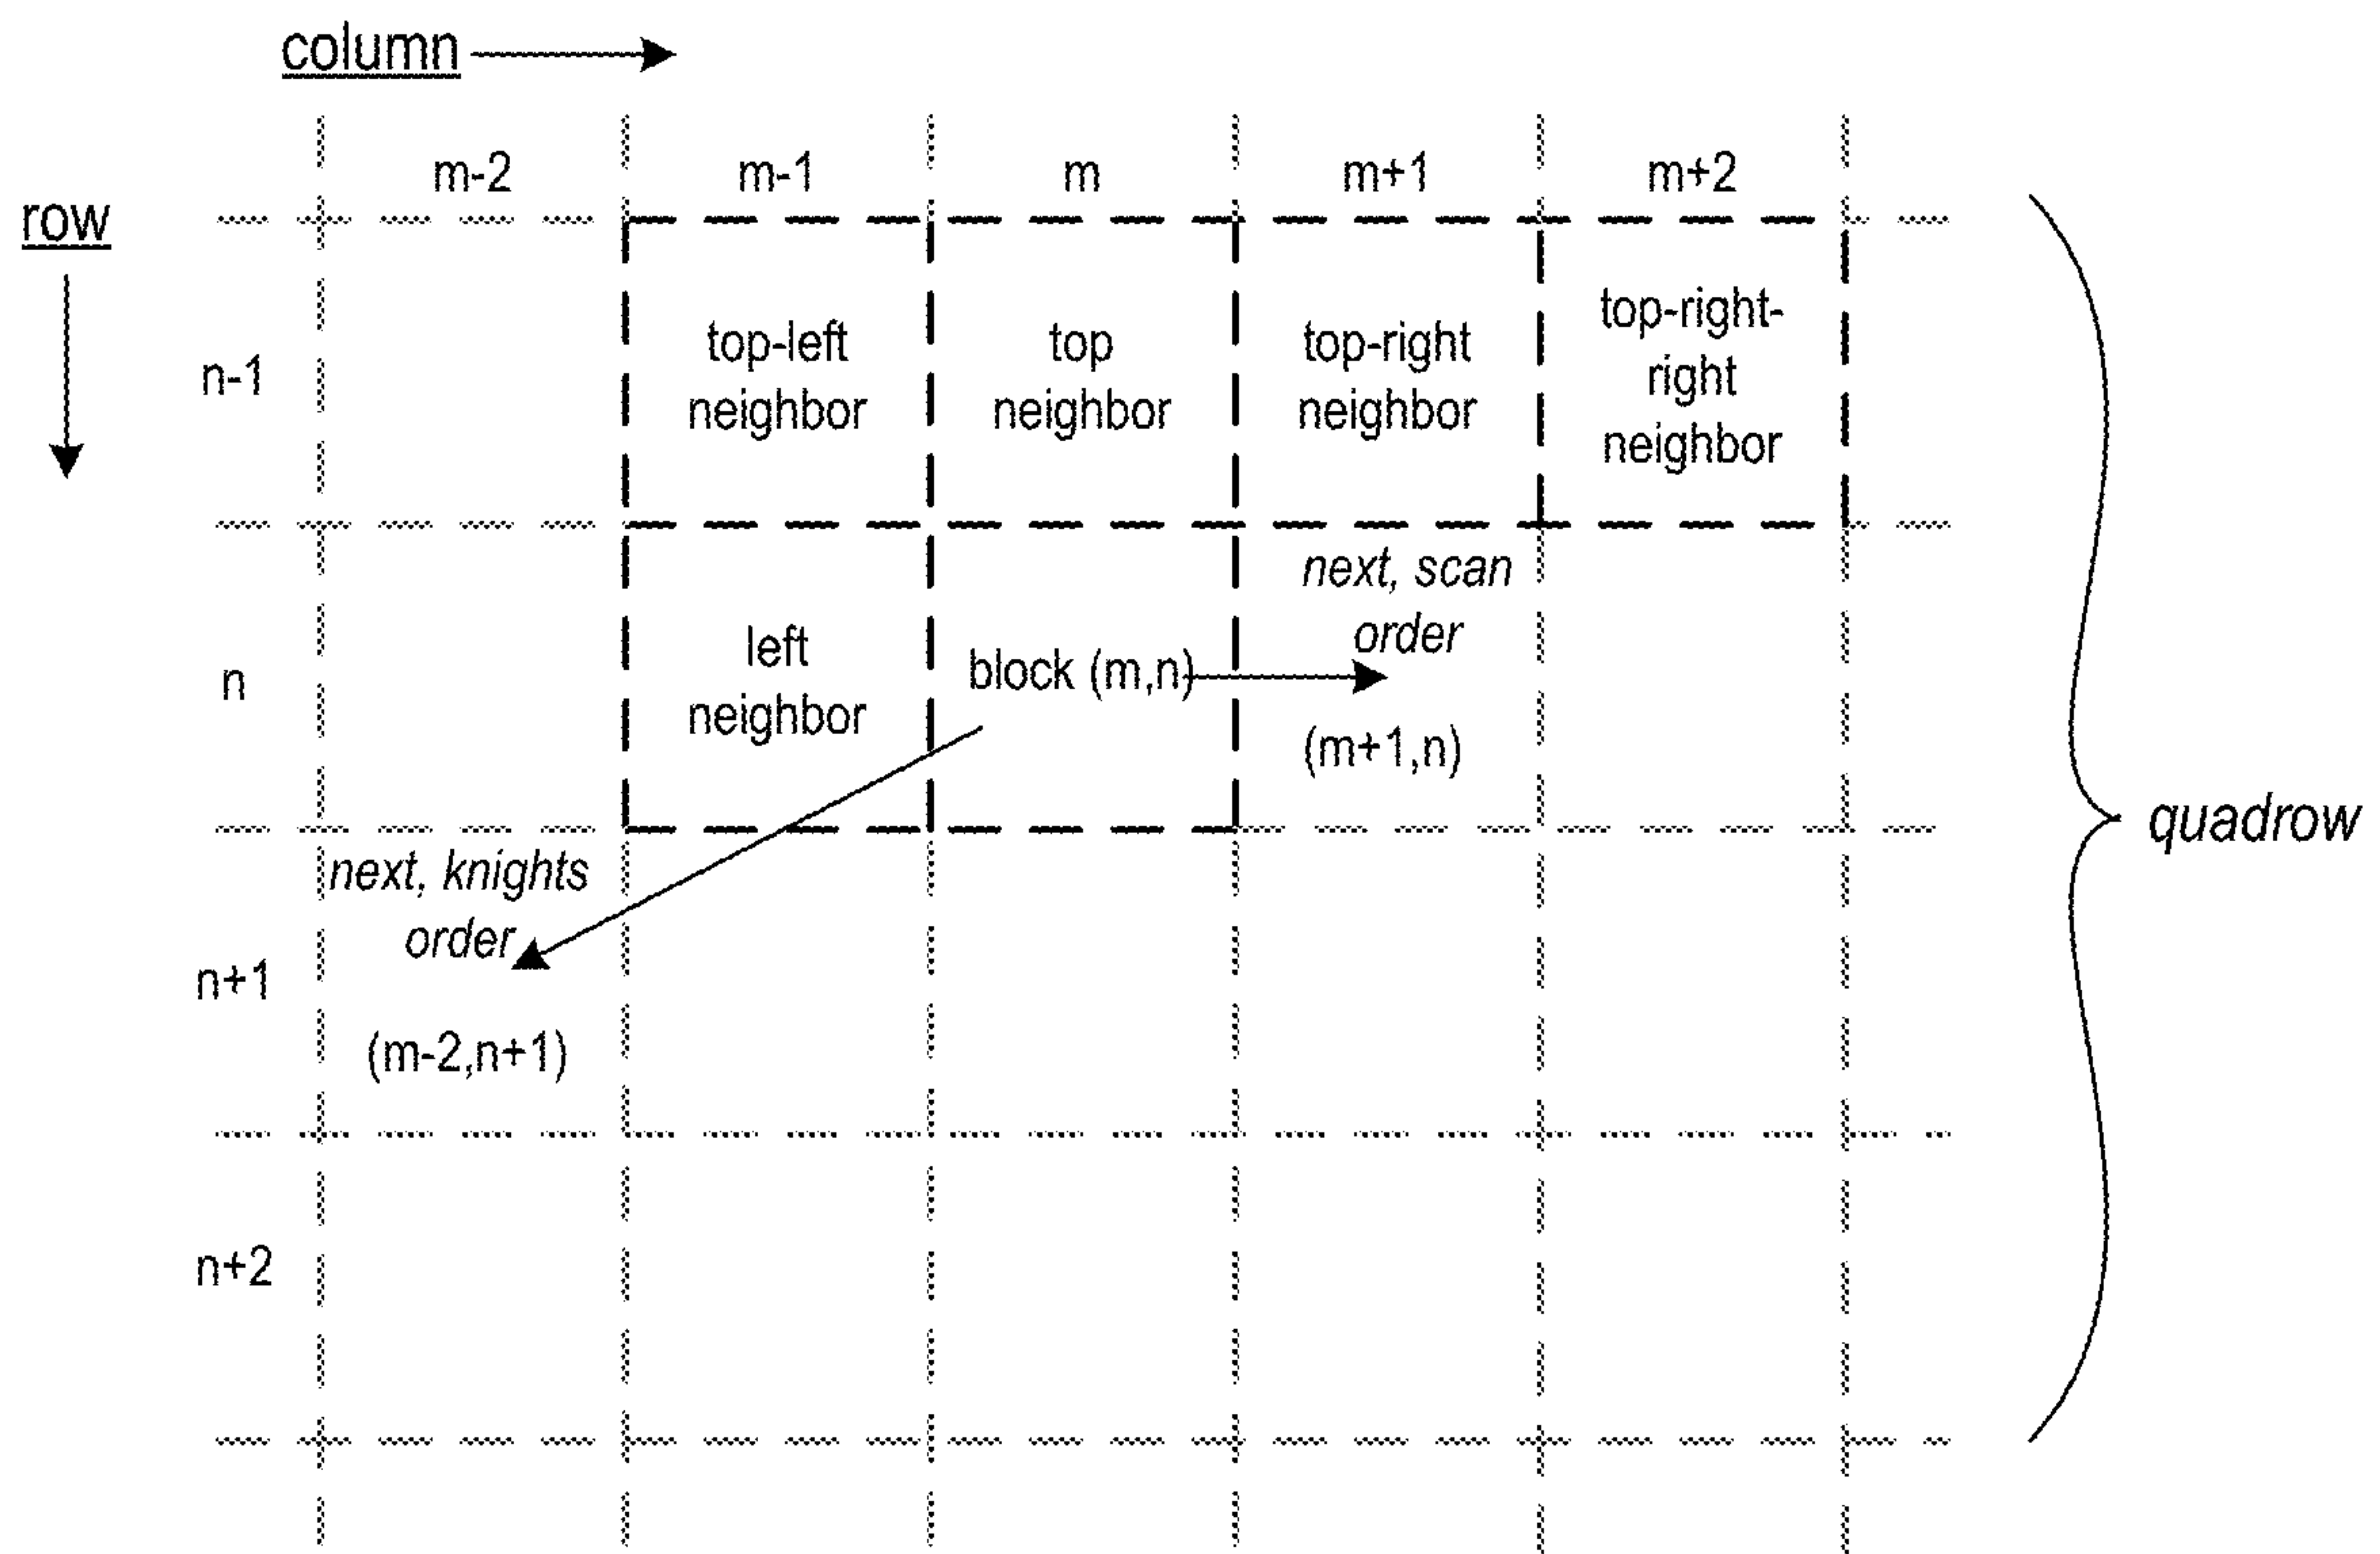 column
m-2 m-1 m m+1 m+2
row
n-1
top-left
neighbor
top
neighbor
top-right
neighbor
top-right-
right
neighbor
n
left
neighbor
block (m,n)
next, scan
order
(m+1,n)
quadrow
n+1
next, knights
order
(m-2,n+1)
n+2